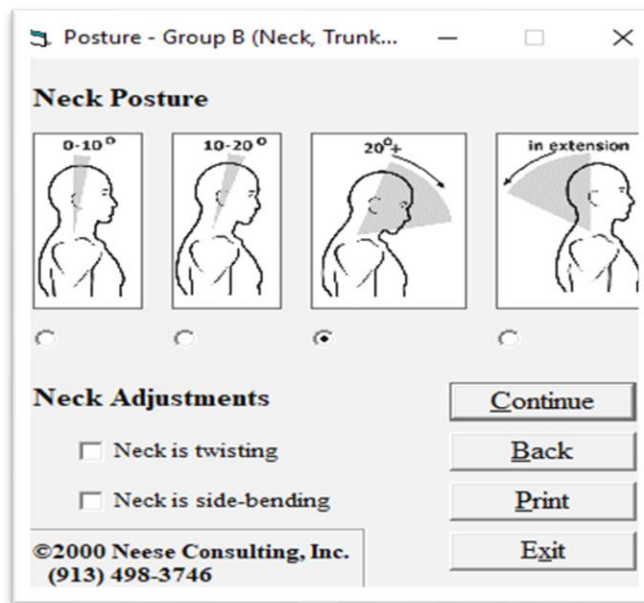 Posture - Group B (Neck, Trunk...
Neck Posture
0-10° 10-20° 20°+ in extension
Neck Adjustments
Continue
Neck is twisting
Back
Neck is side-bending
Print
©2000 Neese Consulting, Inc.
(913) 498-3746
Exit